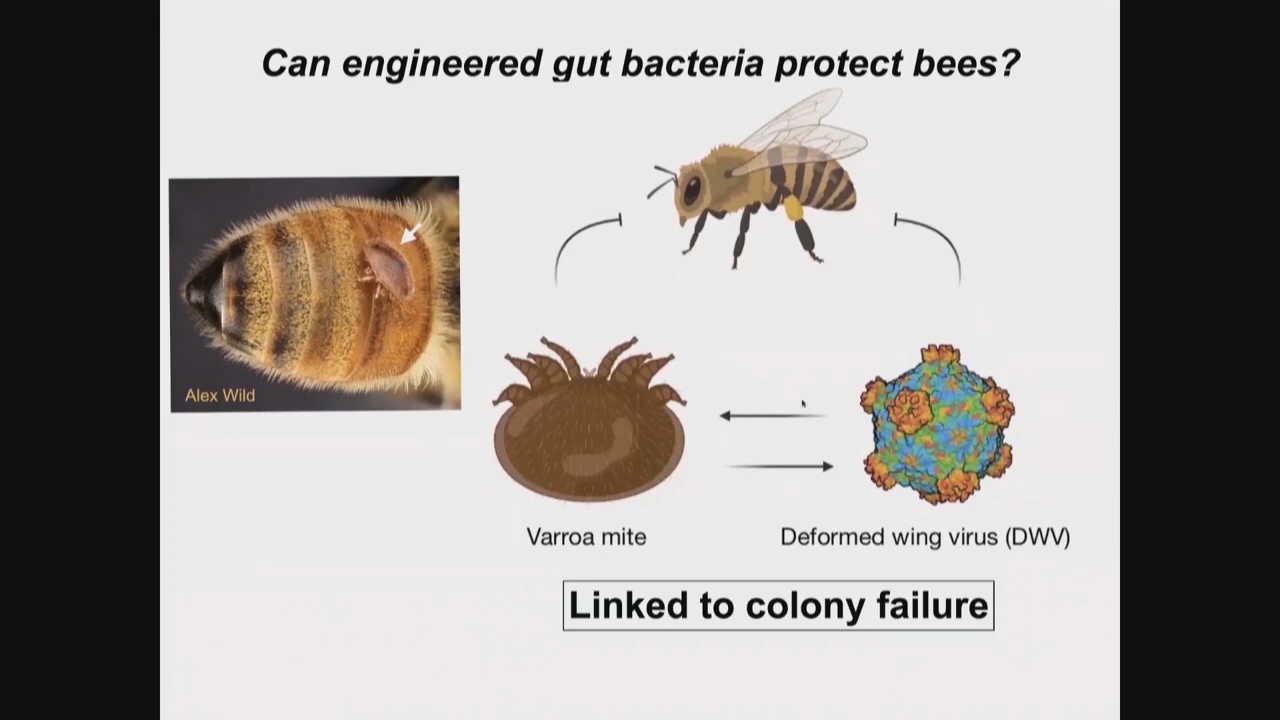 Can engineered gut bacteria protect bees?
Alex Wild
Varroa mite
Deformed wing virus (DWV)
Linked to colony failure